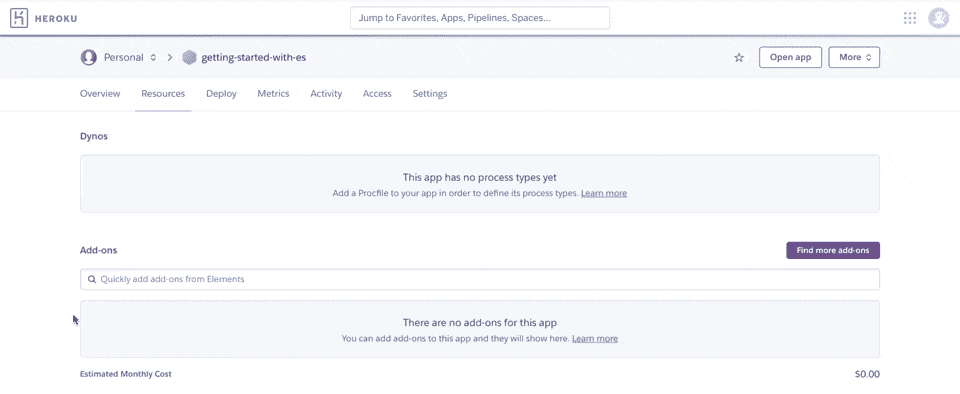 HEROKU
Jump to Favorites, Apps, Pipelines, Spaces...
Personal
getting-started-with-es
Open app
More
Overview
Resources
Deploy
Metrics
Activity
Access
Settings
Dynos
This app has no process types yet
Add a Procfile to your app in order to define its process types. Learn more
Add-ons
Find more add-ons
Quickly add add-ons from Elements
There are no add-ons for this app
You can add add-ons to this app and they will show here. Learn more
Estimated Monthly Cost
$0.00